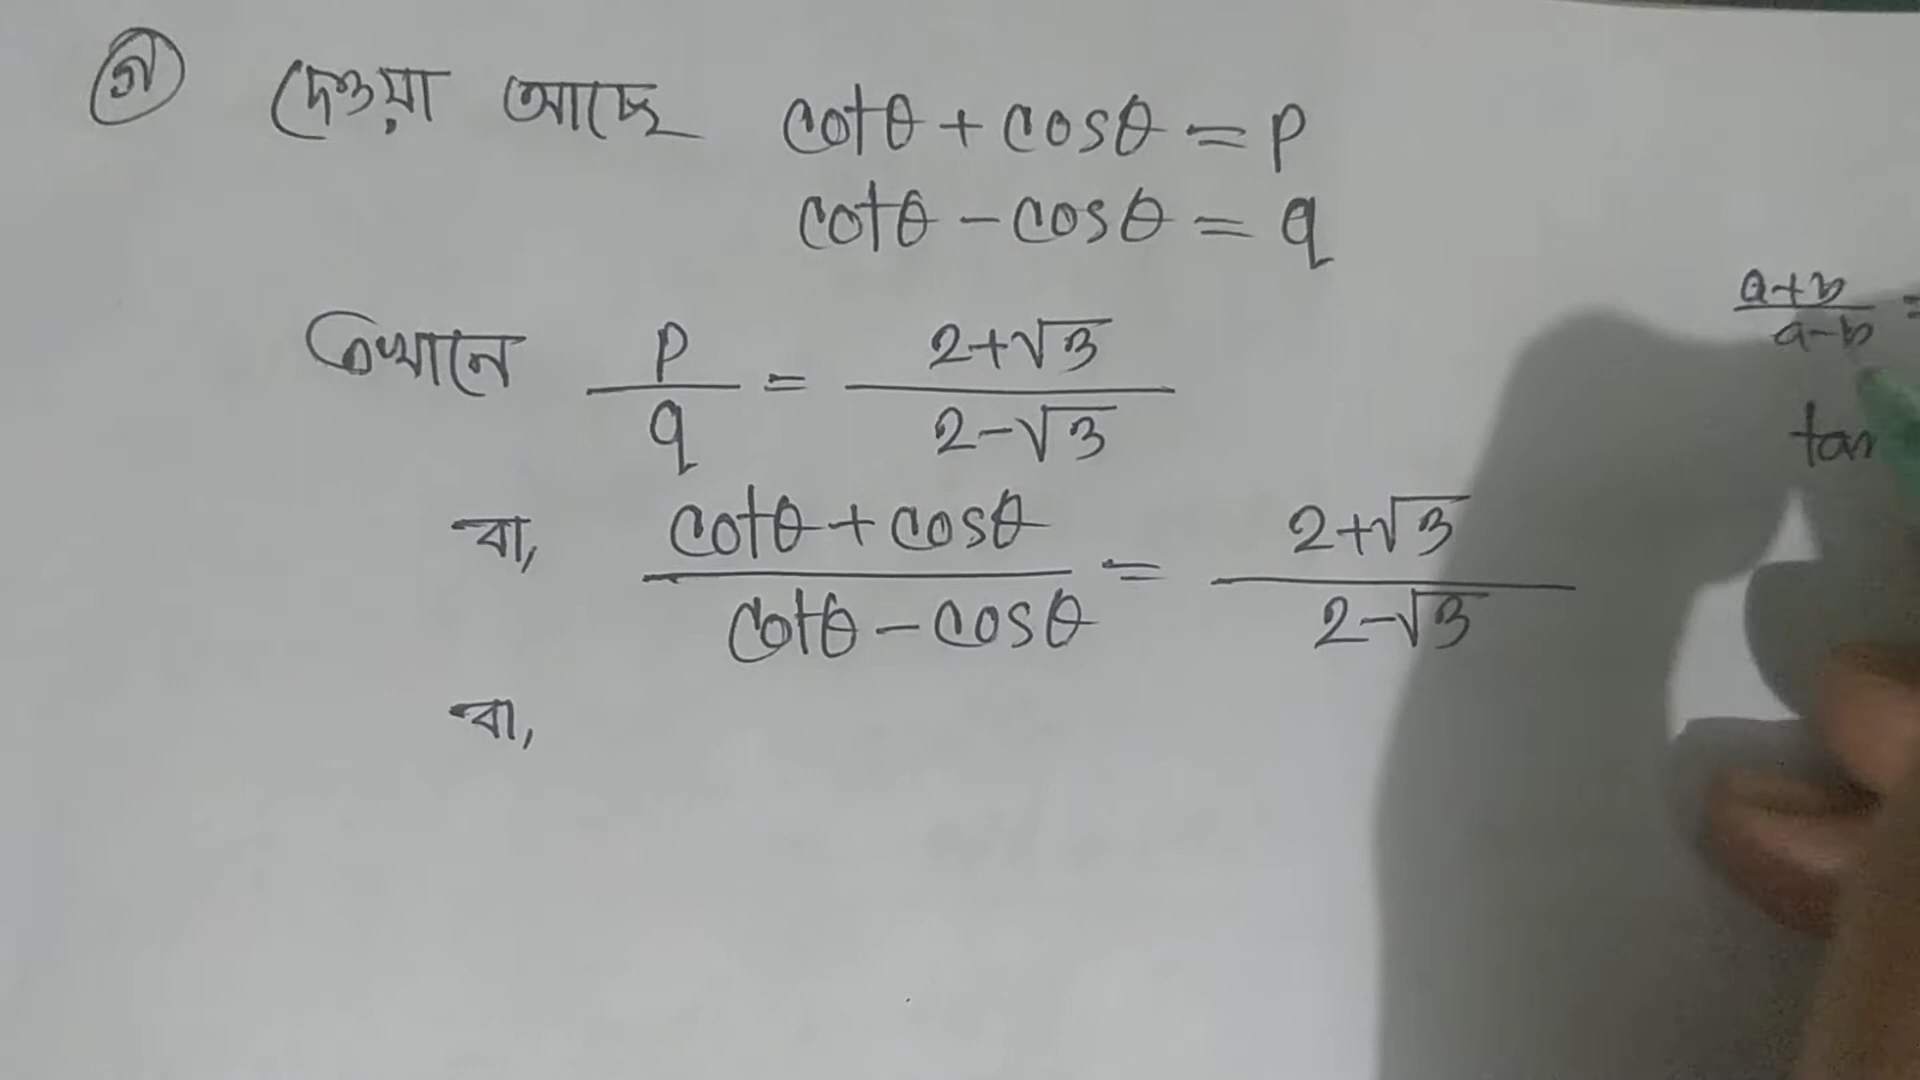 গ দেওয়া আছে cotθ + cosθ = p
cotθ - cosθ = q
এখানে p/q = 2+√3/2-√3
বা, cotθ + cosθ/cotθ - cosθ = 2+√3/2-√3
বা,
a+b/a-b =
tan